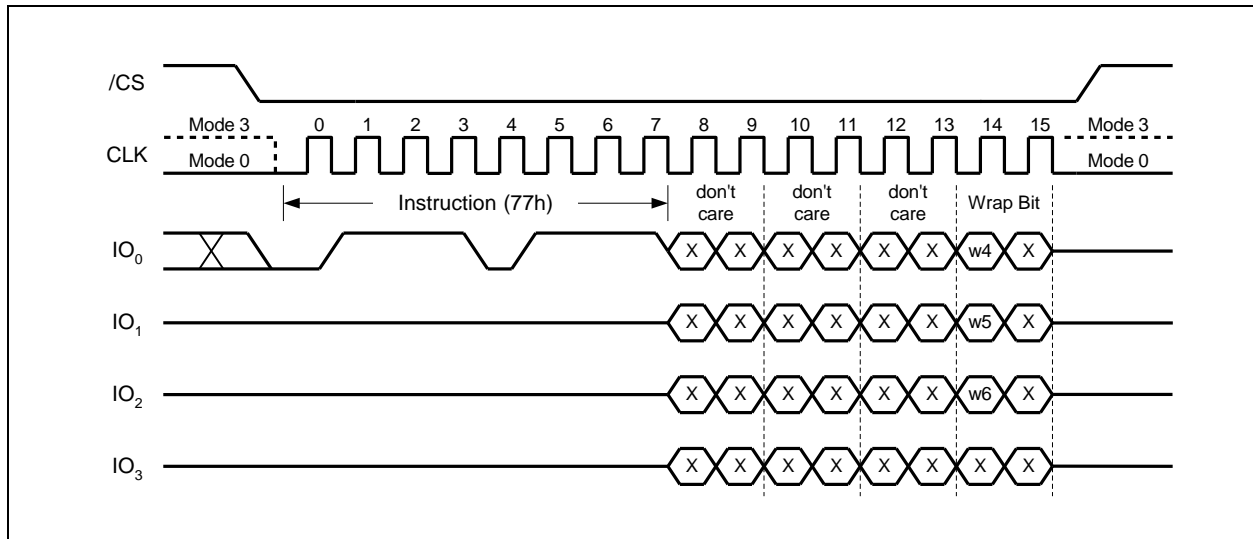 /CS
Mode 3 0 1 2 3 4 5 6 7 8 9 10 11 12 13 14 15 Mode 3
CLK
Mode 0 Mode 0
Instruction (77h) don't care don't care don't care Wrap Bit
IO0 X X X X X X w4 X
IO1 X X X X X X w5 X
IO2 X X X X X X w6 X
IO3 X X X X X X X X